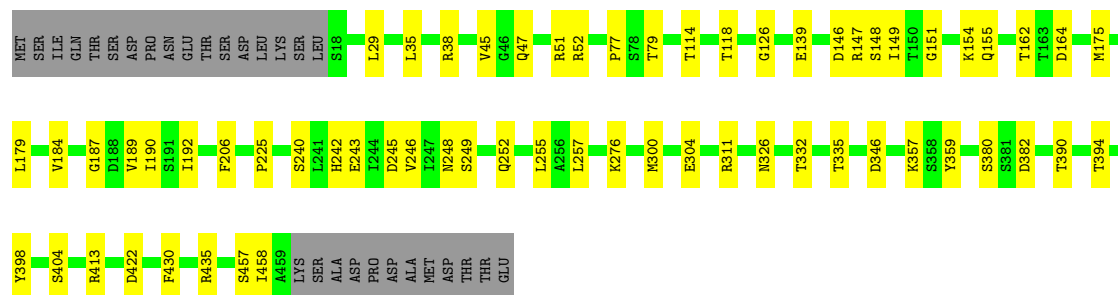 MET SER ILE GLN THR SER ASP PRO ASN GLU THR SER ASP LEU LYS SER LEU S18 L29 L35 R38 V45 G46 Q47 R51 R52 P77 S78 T79 T114 T118 G126 E139 D146 R147 S148 I149 T150 G151 K154 Q155 T162 T163 D164 M175
L179 V184 G187 D188 V189 I190 S191 I192 F206 P225 S240 L241 H242 E243 I244 D245 V246 I247 N248 S249 Q252 L255 A256 L257 K276 M300 E304 R311 N326 T332 T335 D346 K357 S358 Y359 S380 S381 D382 T390 T394
Y398 S404 R413 D422 F430 R435 S457 I458 A459 LYS SER ALA ASP PRO ASP ALA MET ASP THR THR GLU